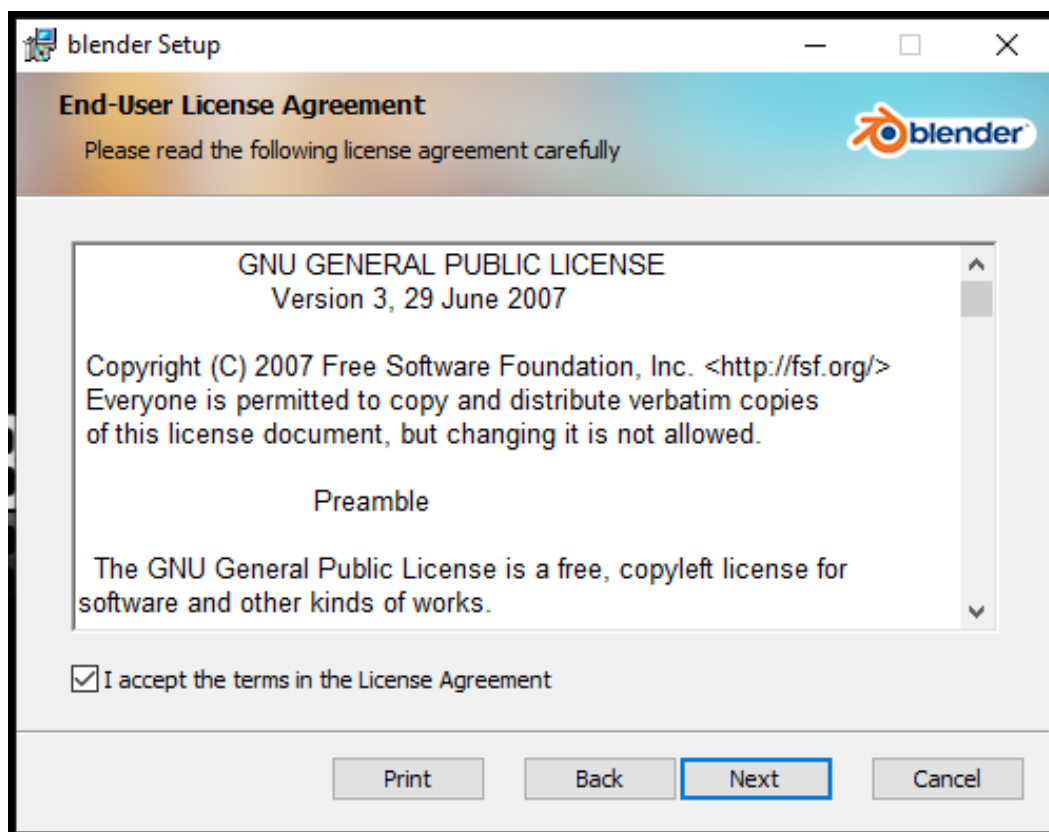 blender Setup
End-User License Agreement
Please read the following license agreement carefully
blender
GNU GENERAL PUBLIC LICENSE
Version 3, 29 June 2007
Copyright (C) 2007 Free Software Foundation, Inc. <http://fsf.org/>
Everyone is permitted to copy and distribute verbatim copies
of this license document, but changing it is not allowed.
Preamble
The GNU General Public License is a free, copyleft license for
software and other kinds of works.
I accept the terms in the License Agreement
Print Back Next Cancel